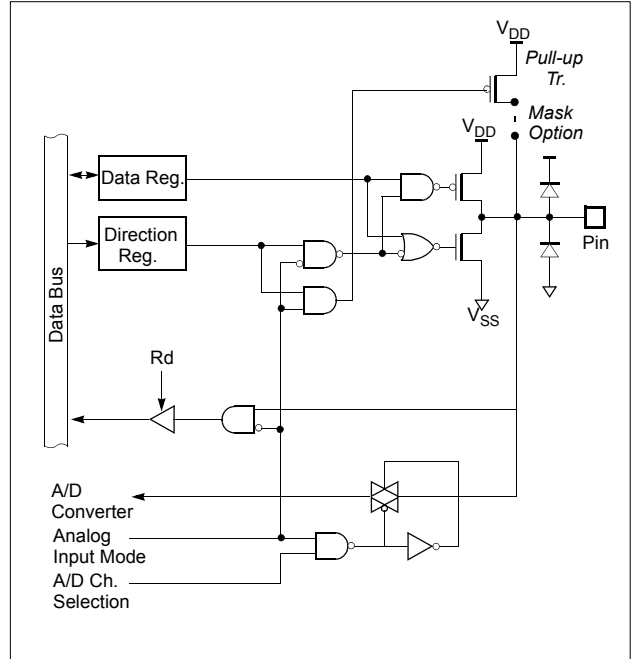 VDD
Pull-up
Tr.
Mask
Option
VDD
Data Reg.
Direction
Reg.
Data Bus
Pin
VSS
Rd
A/D
Converter
Analog
Input Mode
A/D Ch.
Selection